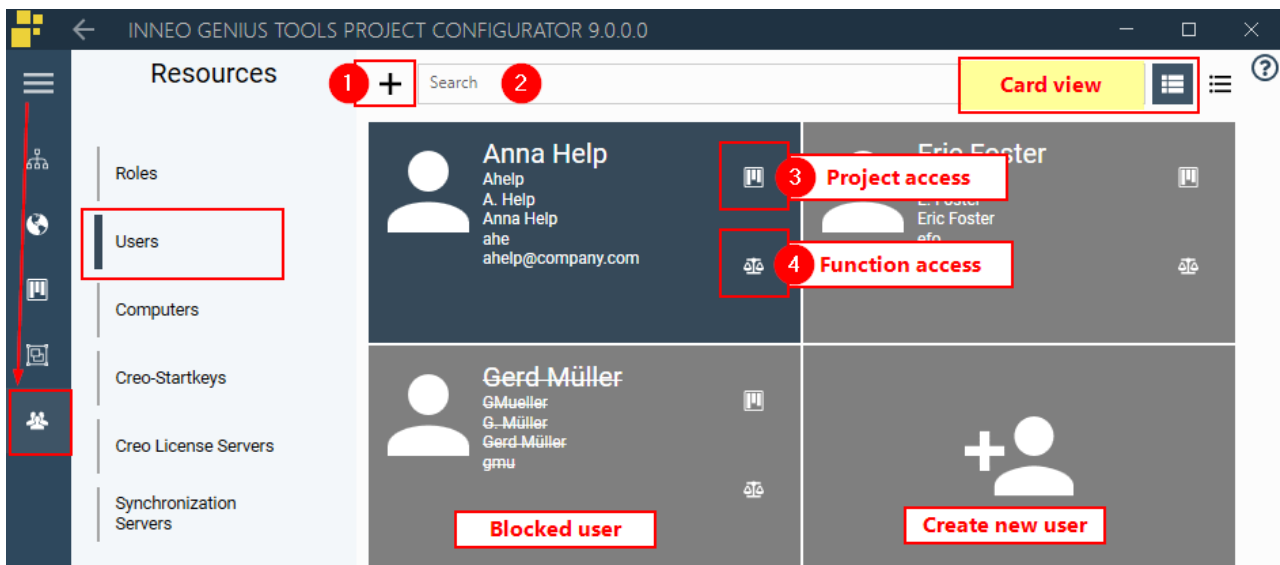 INNEO GENIUS TOOLS PROJECT CONFIGURATOR 9.0.0.0
Resources
1
Search
2
Card view
?
Roles
Users
Computers
Creo-Startkeys
Creo License Servers
Synchronization
Servers
Anna Help
Ahelp
A. Help
Anna Help
ahe
ahelp@company.com
3
Project access
4
Function access
Eric Foster
E. Foster
Eric Foster
efo
Gerd Müller
GMueller
G. Müller
Gerd Müller
gmu
Blocked user
Create new user